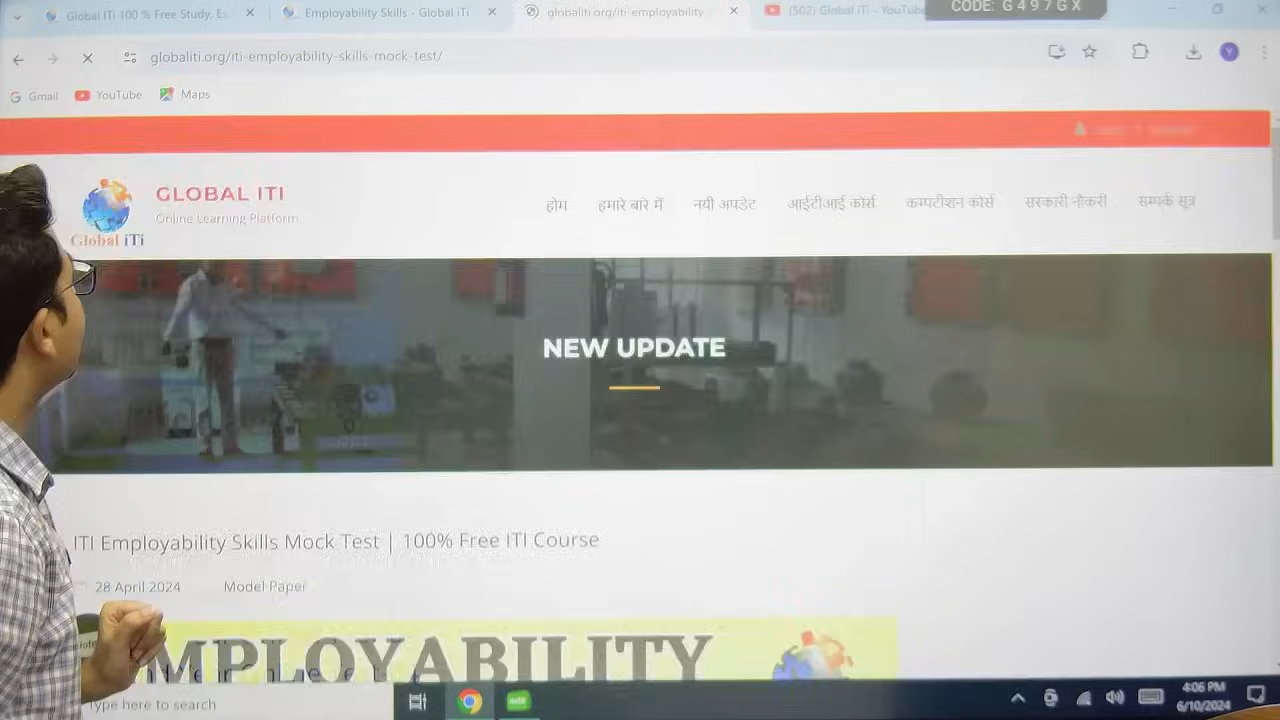 Global ITI-100 % Free Study, E
Employability Skills - Global iTi
globaliti.org/iti-employability
(502) Global iTi - YouTube
CODE: G 4 9 7 G X
globaliti.org/iti-employability-skills-mock-test/
V
Gmail
YouTube
Maps
GLOBAL ITI
Online Learning Platform
Global iTi
होम
हमारे बारे में
नयी अपडेट
आईटीआई कोर्स
कम्पटीशन कोर्स
सरकारी नौकरी
सम्पर्क सूत्र
NEW UPDATE
ITI Employability Skills Mock Test | 100% Free ITI Course
28 April 2024
Model Paper
MPLOYABILITY
ype here to search
4:06 PM
6/10/2024